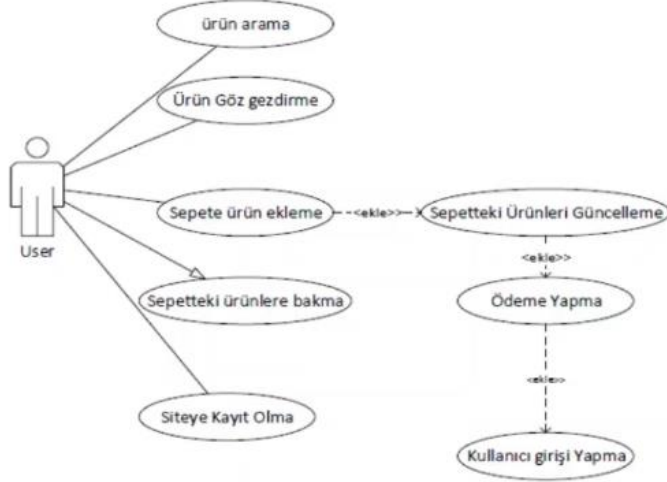 ürün arama
Ürün Göz gezdirme
Sepete ürün ekleme
<ekle>>
Sepetteki Ürünleri Güncelleme
User
<ekle>>
Sepetteki ürünlere bakma
Ödeme Yapma
<ekle>>
Siteye Kayıt Olma
Kullanıcı girişi Yapma